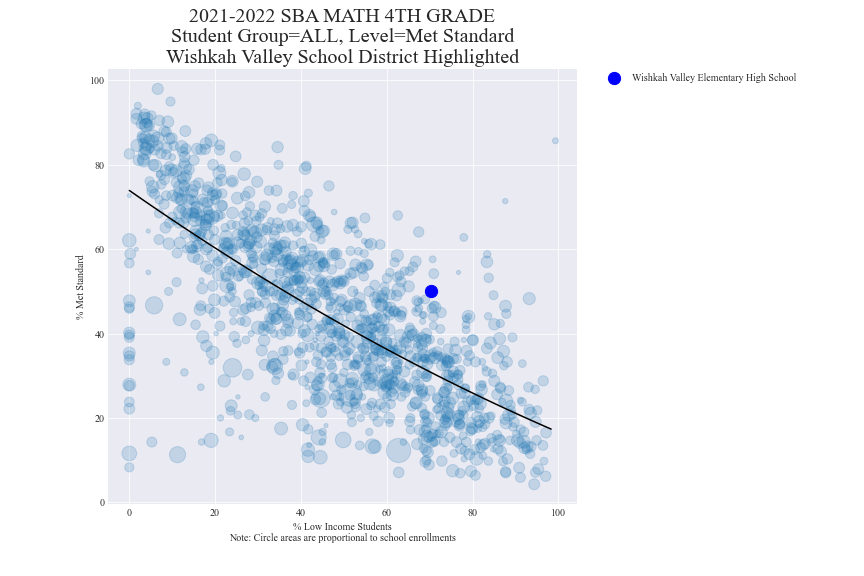 2021-2022 SBA MATH 4TH GRADE
Student Group=ALL, Level=Met Standard
Wishkah Valley School District Highlighted
Wishkah Valley Elementary High School
100
80
60
40
20
0
% Met Standard
0 20 40 60 80 100
% Low Income Students
Note: Circle areas are proportional to school enrollments